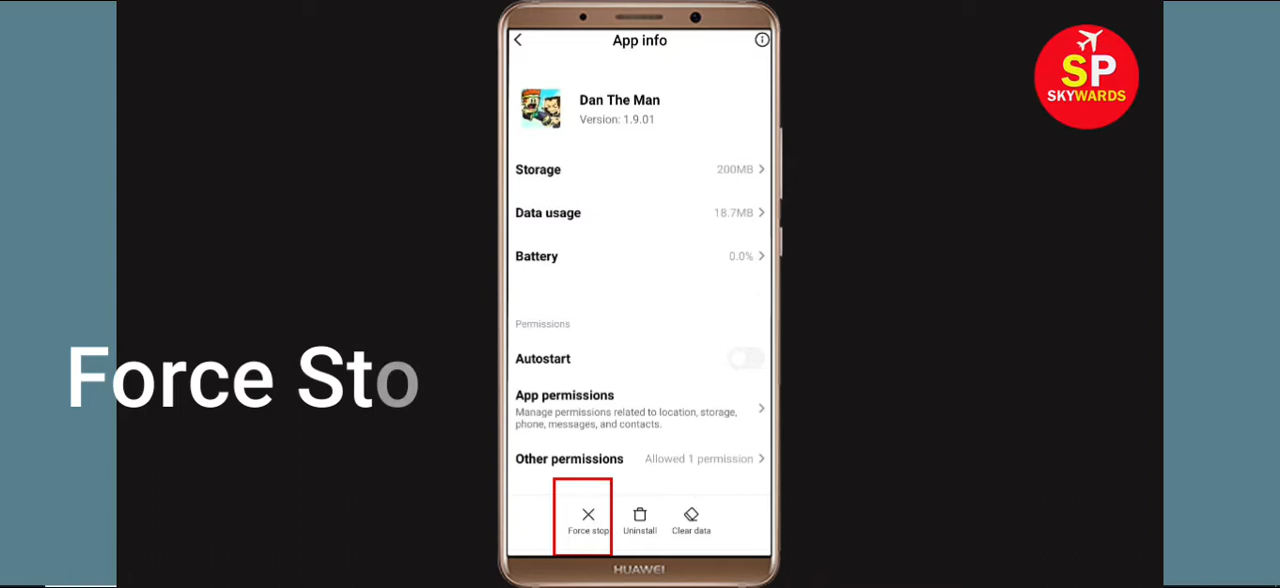 App info
SP
SKYWARDS
Dan The Man
Version: 1.9.01
Storage 200MB
Data usage 18.7MB
Battery 0.0%
Permissions
Autostart
Force Sto
App permissions
Manage permissions related to location, storage,
phone, messages, and contacts.
Other permissions Allowed 1 permission
Force stop Uninstall Clear data
HUAWEI